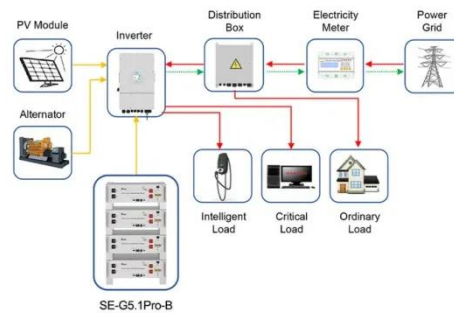 PV Module
Inverter
Distribution
Box
Electricity
Meter
Power
Grid
Alternator
Intelligent
Load
Critical
Load
Ordinary
Load
SE-G5.1Pro-B